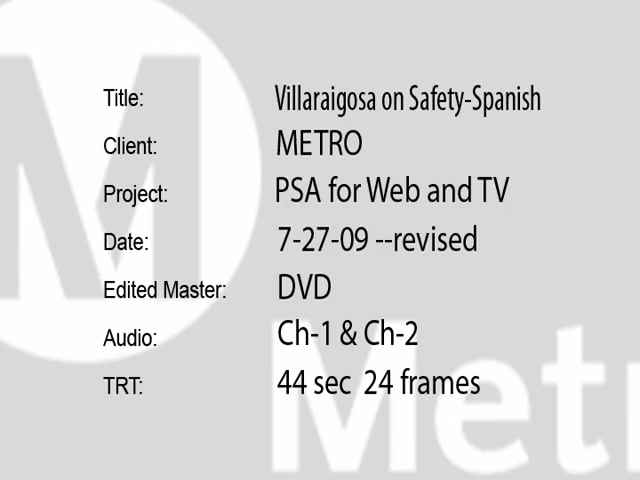 Title: Villaraigosa on Safety-Spanish
Client: METRO
Project: PSA for Web and TV
Date: 7-27-09 --revised
Edited Master: DVD
Audio: Ch-1 & Ch-2
TRT: 44 sec 24 frames
M
Metr